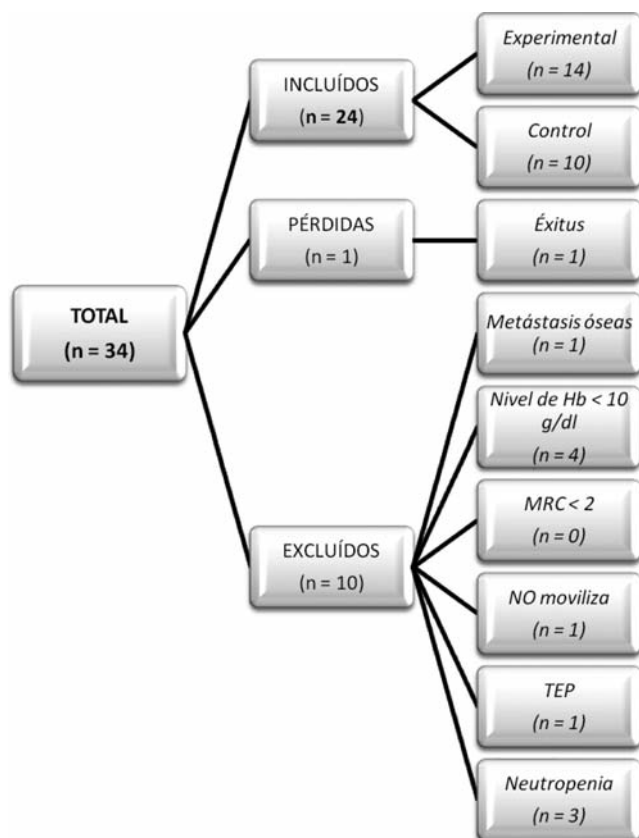 TOTAL
(n = 34)
INCLUÍDOS
(n = 24)
Experimental
(n = 14)
Control
(n = 10)
PÉRDIDAS
(n = 1)
Éxitus
(n = 1)
EXCLUÍDOS
(n = 10)
Metástasis óseas
(n = 1)
Nivel de Hb < 10
g/dl
(n = 4)
MRC < 2
(n = 0)
NO moviliza
(n = 1)
TEP
(n = 1)
Neutropenia
(n = 3)